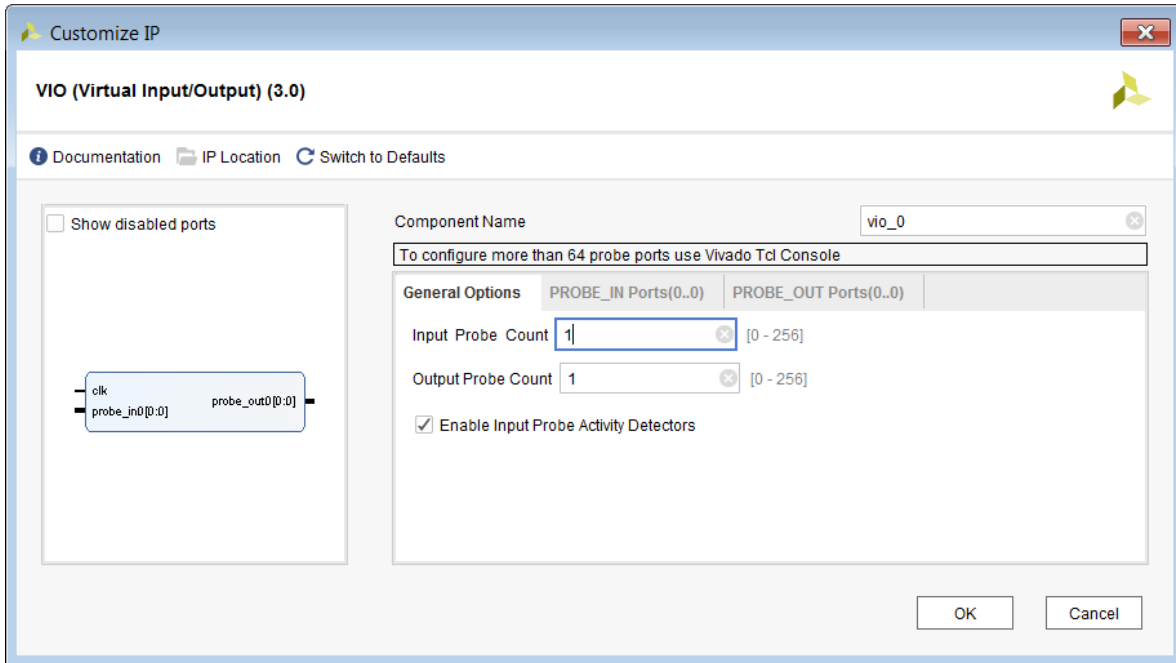 Customize IP
VIO (Virtual Input/Output) (3.0)
Documentation IP Location Switch to Defaults
Show disabled ports
clk
probe_in0[0:0]
probe_out0[0:0]
Component Name vio_0
To configure more than 64 probe ports use Vivado Tcl Console
General Options PROBE_IN Ports(0..0) PROBE_OUT Ports(0..0)
Input Probe Count 1 [0 - 256]
Output Probe Count 1 [0 - 256]
Enable Input Probe Activity Detectors
OK Cancel